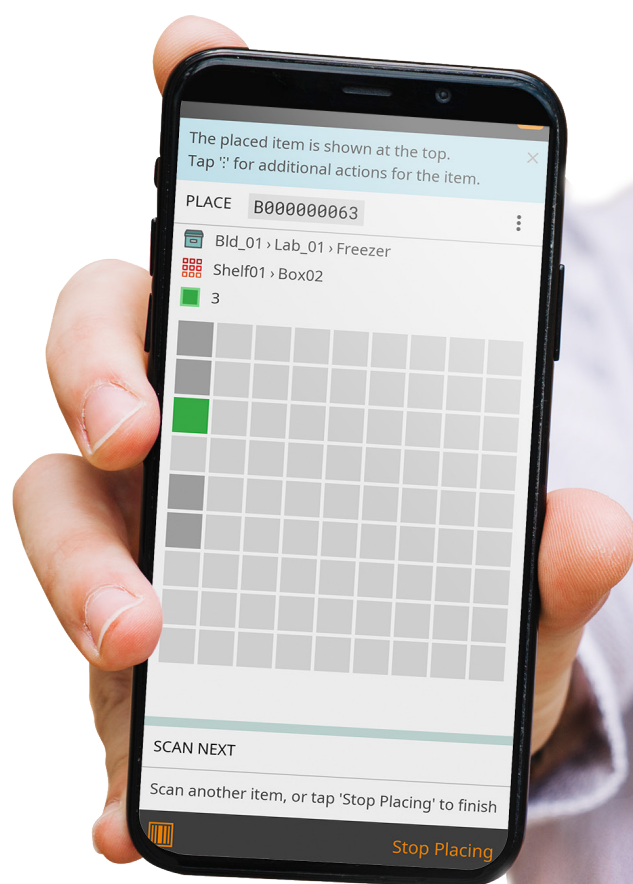 The placed item is shown at the top.
Tap '⋮' for additional actions for the item.
PLACE B000000063
Bld_01 › Lab_01 › Freezer
Shelf01 › Box02
3
SCAN NEXT
Scan another item, or tap 'Stop Placing' to finish
Stop Placing